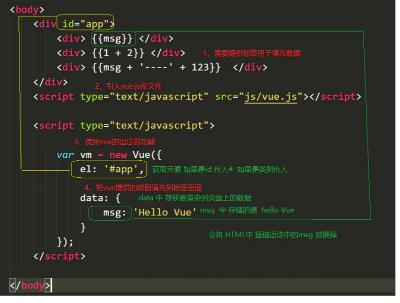 <body>
<div id="app">
<div> {{msg}} </div>
<div> {{1 + 2}} </div> 1、需要提供标签用于填充数据
<div> {{msg + '----' + 123}} </div>
</div> 2、引入vue.js库文件
<script type="text/javascript" src="js/vue.js"></script>
<script type="text/javascript">
3、使用vue的语法做功能
var vm = new Vue({
el: '#app', 获取元素 如果是id 传入# 如果是类则传入 .
4、把vue提供的数据填充到标签里面
data: { data 中 存放要渲染到页面上的数据
msg: 'Hello Vue' msg 中 存储的值 hello Vue
} 会将 HTML中 插值语法中的msg 替换掉
});
</script>
</body>